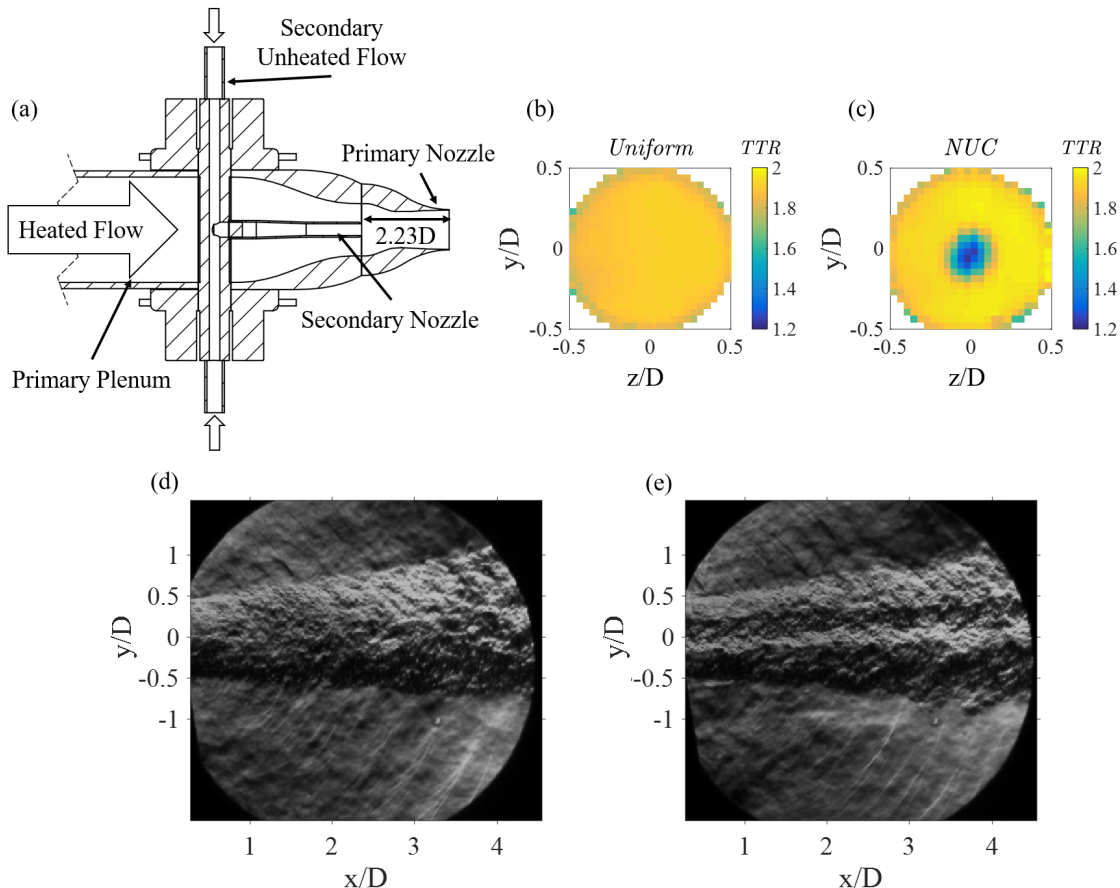 (a)
Secondary
Unheated Flow
Primary Nozzle
Heated Flow
2.23D
Secondary Nozzle
Primary Plenum
(b)
Uniform
TTR
0.5
0
-0.5
y/D
-0.5
0
0.5
z/D
2
1.8
1.6
1.4
1.2
(c)
NUC
TTR
0.5
0
-0.5
y/D
-0.5
0
0.5
z/D
2
1.8
1.6
1.4
1.2
(d)
1
0.5
0
-0.5
-1
y/D
1
2
3
4
x/D
(e)
1
0.5
0
-0.5
-1
y/D
1
2
3
4
x/D